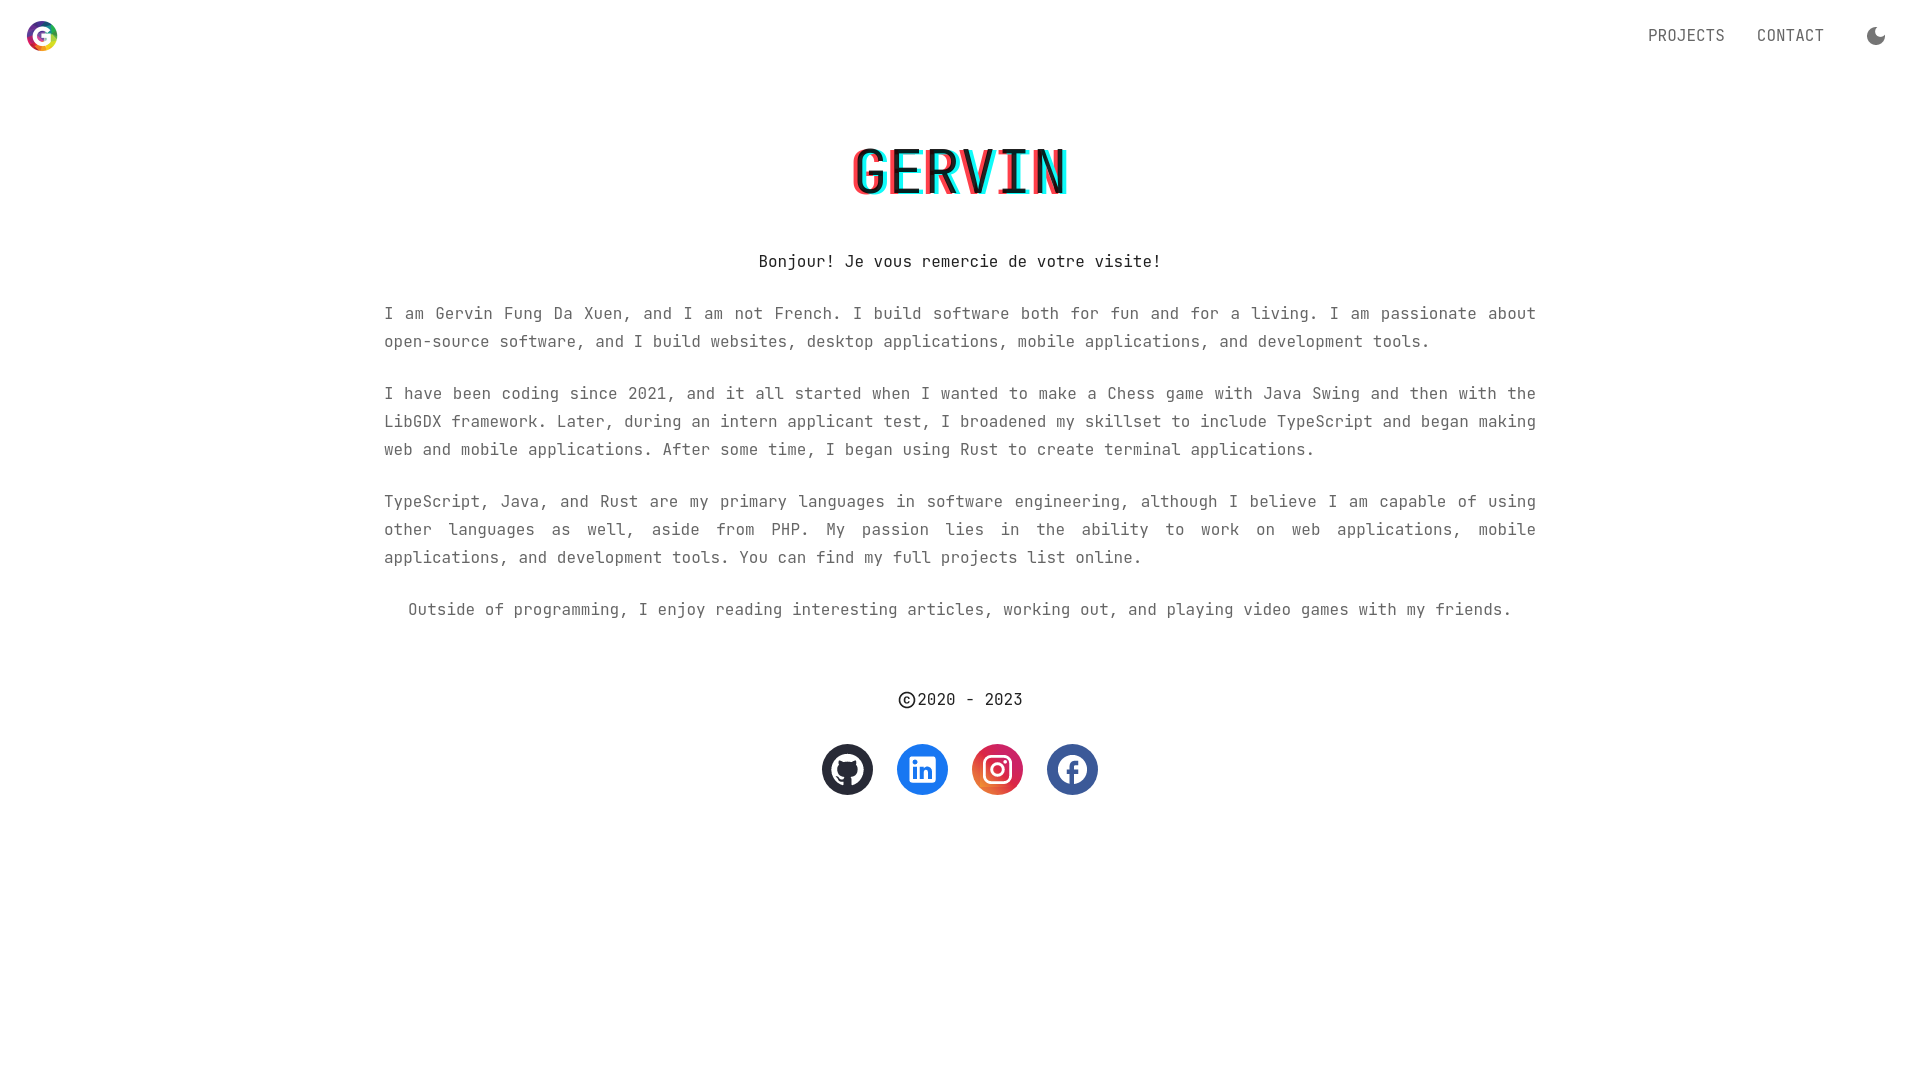 G
PROJECTS
CONTACT
GERVIN
Bonjour! Je vous remercie de votre visite!
I am Gervin Fung Da Xuen, and I am not French. I build software both for fun and for a living. I am passionate about
open-source software, and I build websites, desktop applications, mobile applications, and development tools.
I have been coding since 2021, and it all started when I wanted to make a Chess game with Java Swing and then with the
LibGDX framework. Later, during an intern applicant test, I broadened my skillset to include TypeScript and began making
web and mobile applications. After some time, I began using Rust to create terminal applications.
TypeScript, Java, and Rust are my primary languages in software engineering, although I believe I am capable of using
other languages as well, aside from PHP. My passion lies in the ability to work on web applications, mobile
applications, and development tools. You can find my full projects list online.
Outside of programming, I enjoy reading interesting articles, working out, and playing video games with my friends.
©2020 - 2023